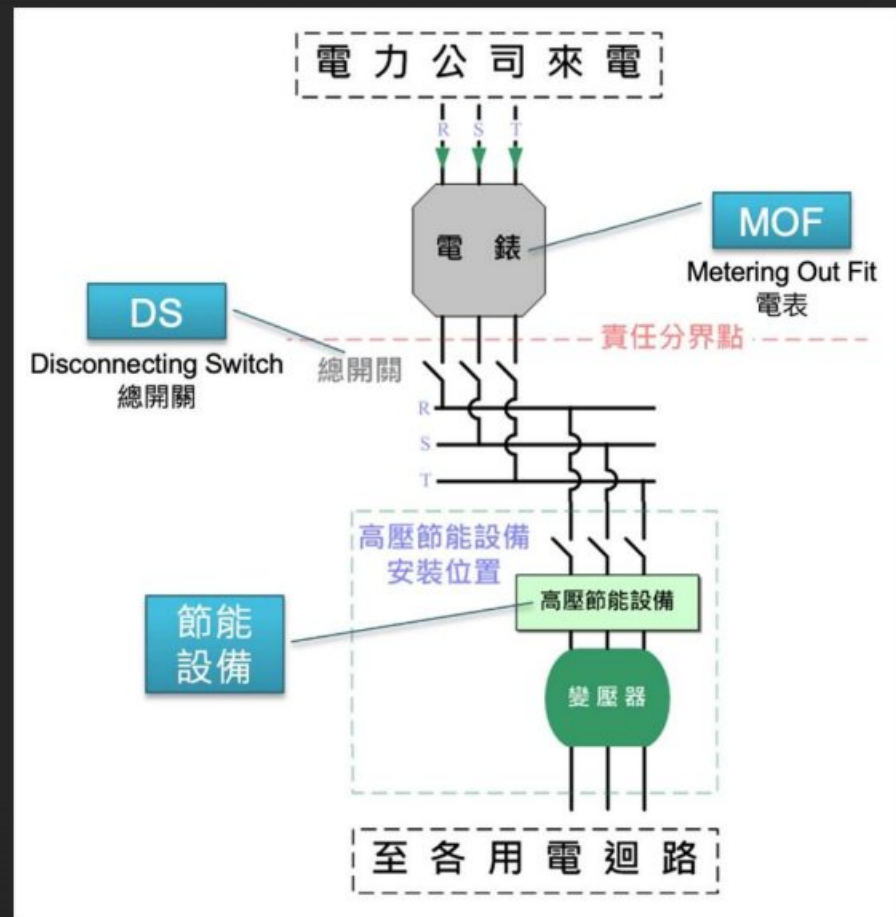 電力公司來電
R S T
電 錶
MOF
Metering Out Fit
電表
DS
Disconnecting Switch
總開關
責任分界點
總開關
R
S
T
高壓節能設備
安裝位置
高壓節能設備
節能
設備
變壓器
至各用電迴路